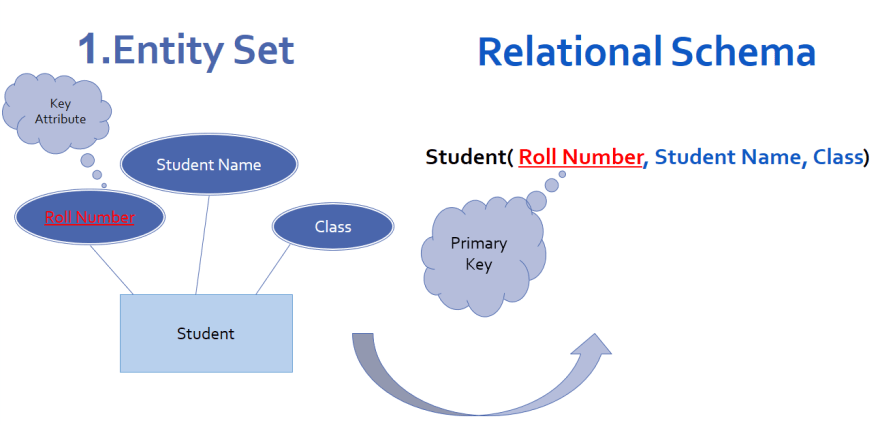 1.Entity Set
Relational Schema
Key
Attribute
Student Name
Roll Number
Class
Student
Student( Roll Number, Student Name, Class)
Primary
Key